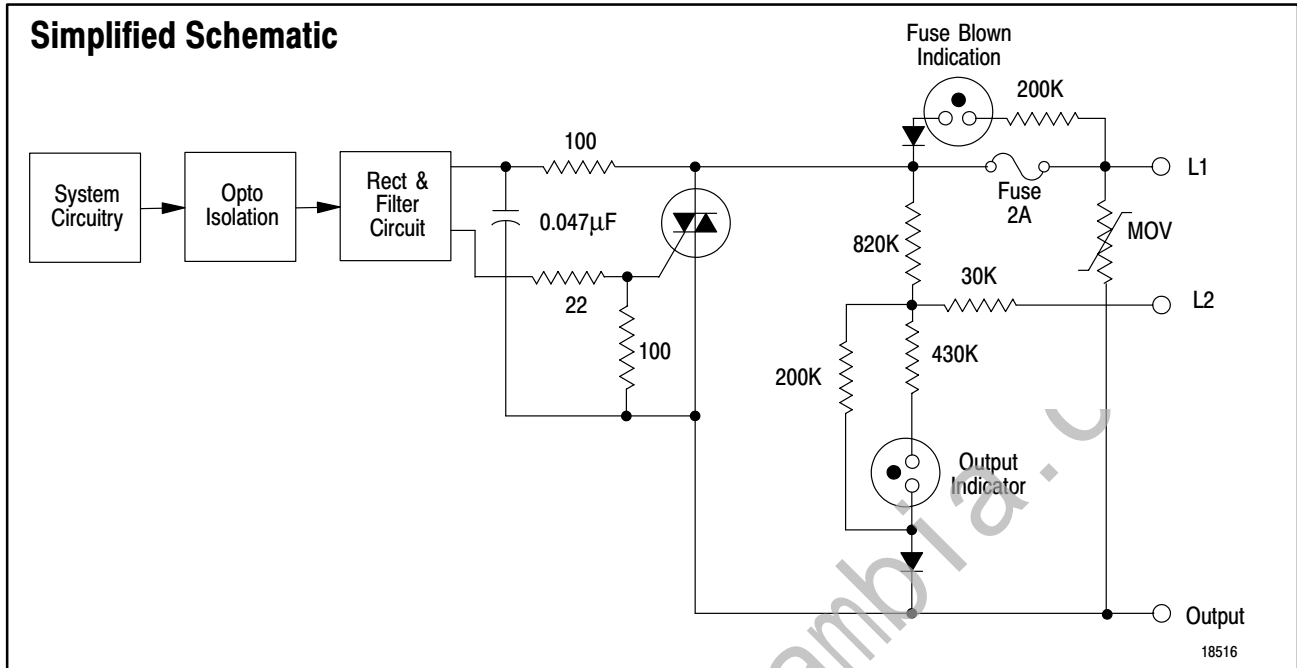 Simplified Schematic
Fuse Blown
Indication
200K
100
L1
System
Circuitry
Opto
Isolation
Rect &
Filter
Circuit
Fuse
2A
0.047µF
820K
MOV
30K
L2
22
100
430K
200K
Output
Indicator
Output
18516